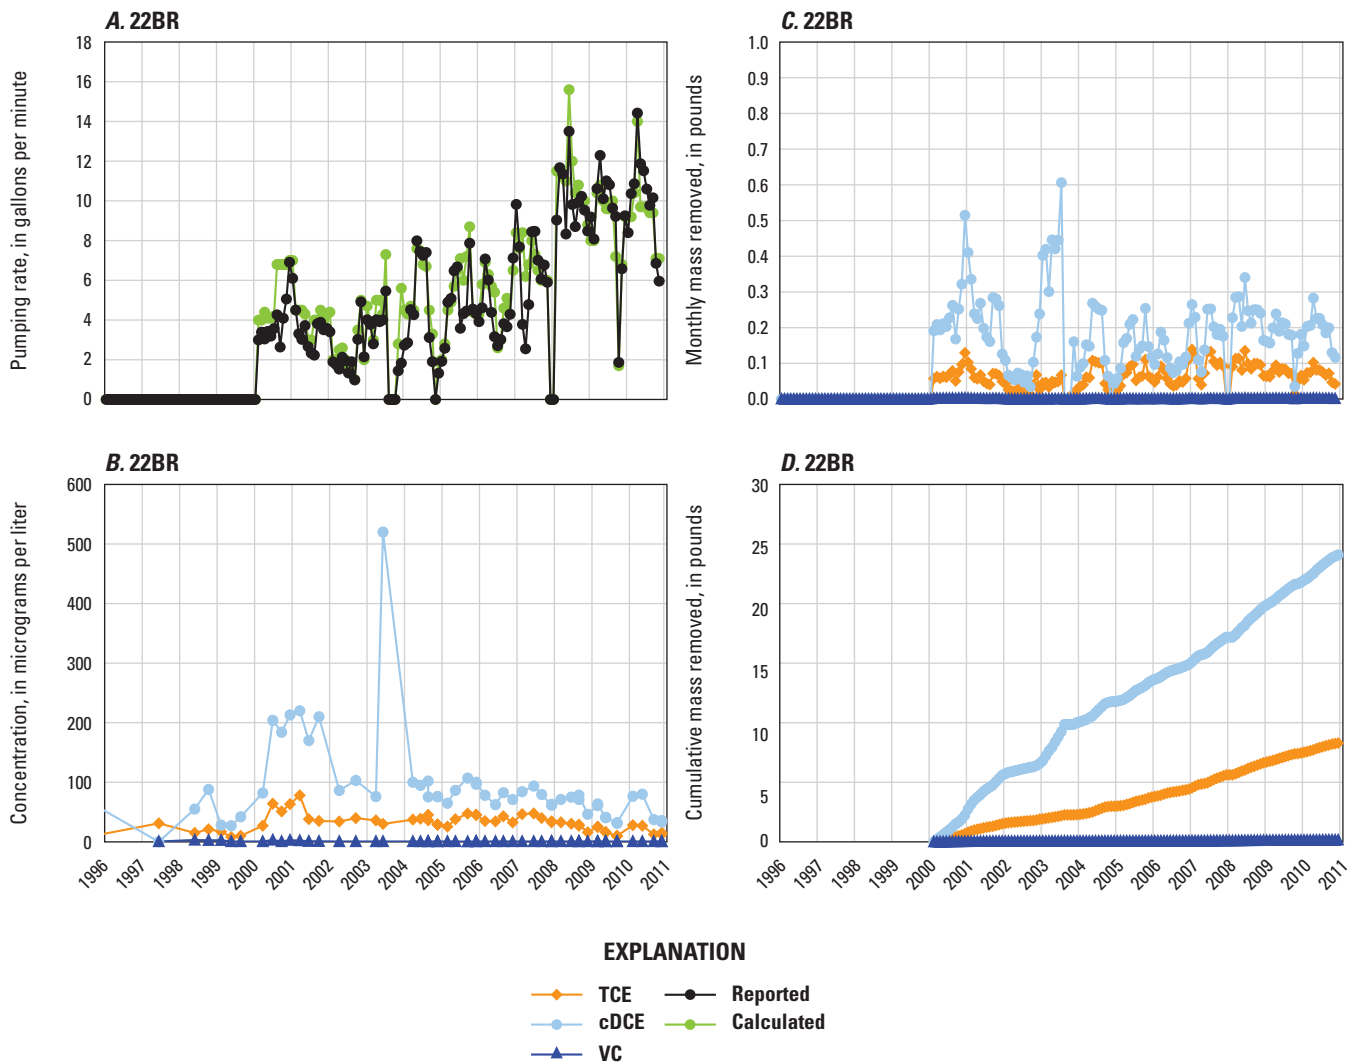 A. 22BR
Pumping rate, in gallons per minute
18
16
14
12
10
8
6
4
2
0
C. 22BR
Monthly mass removed, in pounds
1.0
0.9
0.8
0.7
0.6
0.5
0.4
0.3
0.2
0.1
0.0
B. 22BR
Concentration, in micrograms per liter
600
500
400
300
200
100
0
1996 1997 1998 1999 2000 2001 2002 2003 2004 2005 2006 2007 2008 2009 2010 2011
D. 22BR
Cumulative mass removed, in pounds
30
25
20
15
10
5
0
1996 1997 1998 1999 2000 2001 2002 2003 2004 2005 2006 2007 2008 2009 2010 2011
EXPLANATION
TCE Reported
cDCE Calculated
VC